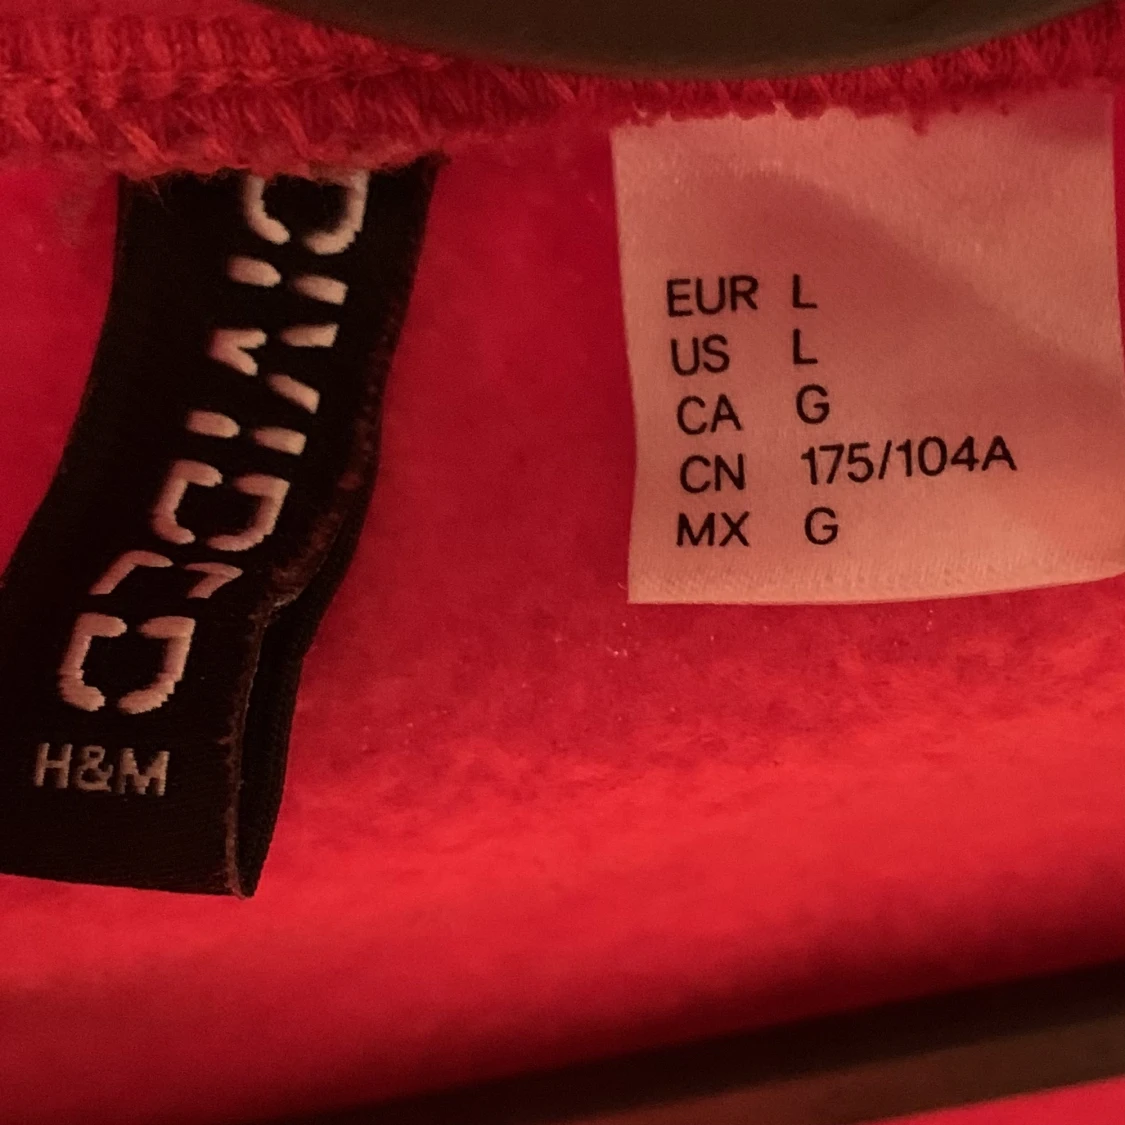 DIVIDED
H&M
EUR L
US L
CA G
CN 175/104A
MX G